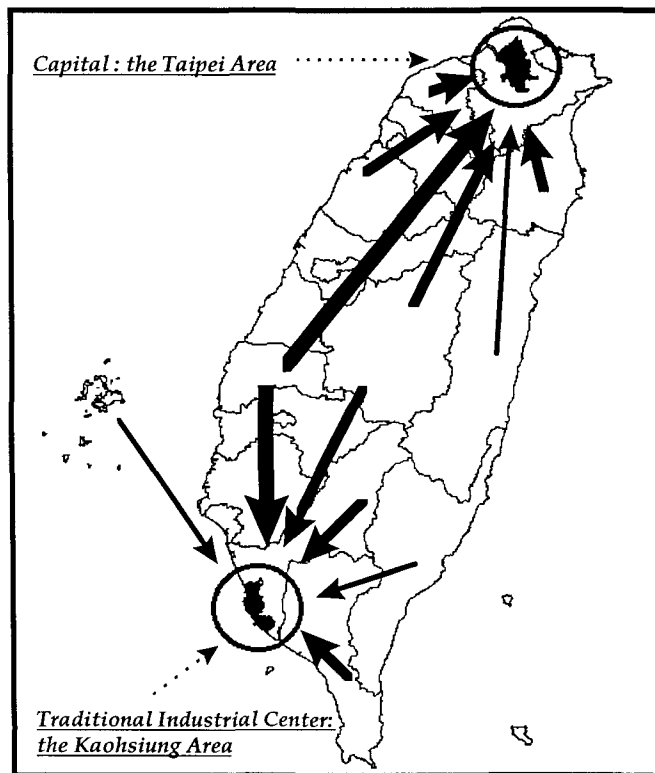 Capital : the Taipei Area
Traditional Industrial Center:
the Kaohsiung Area